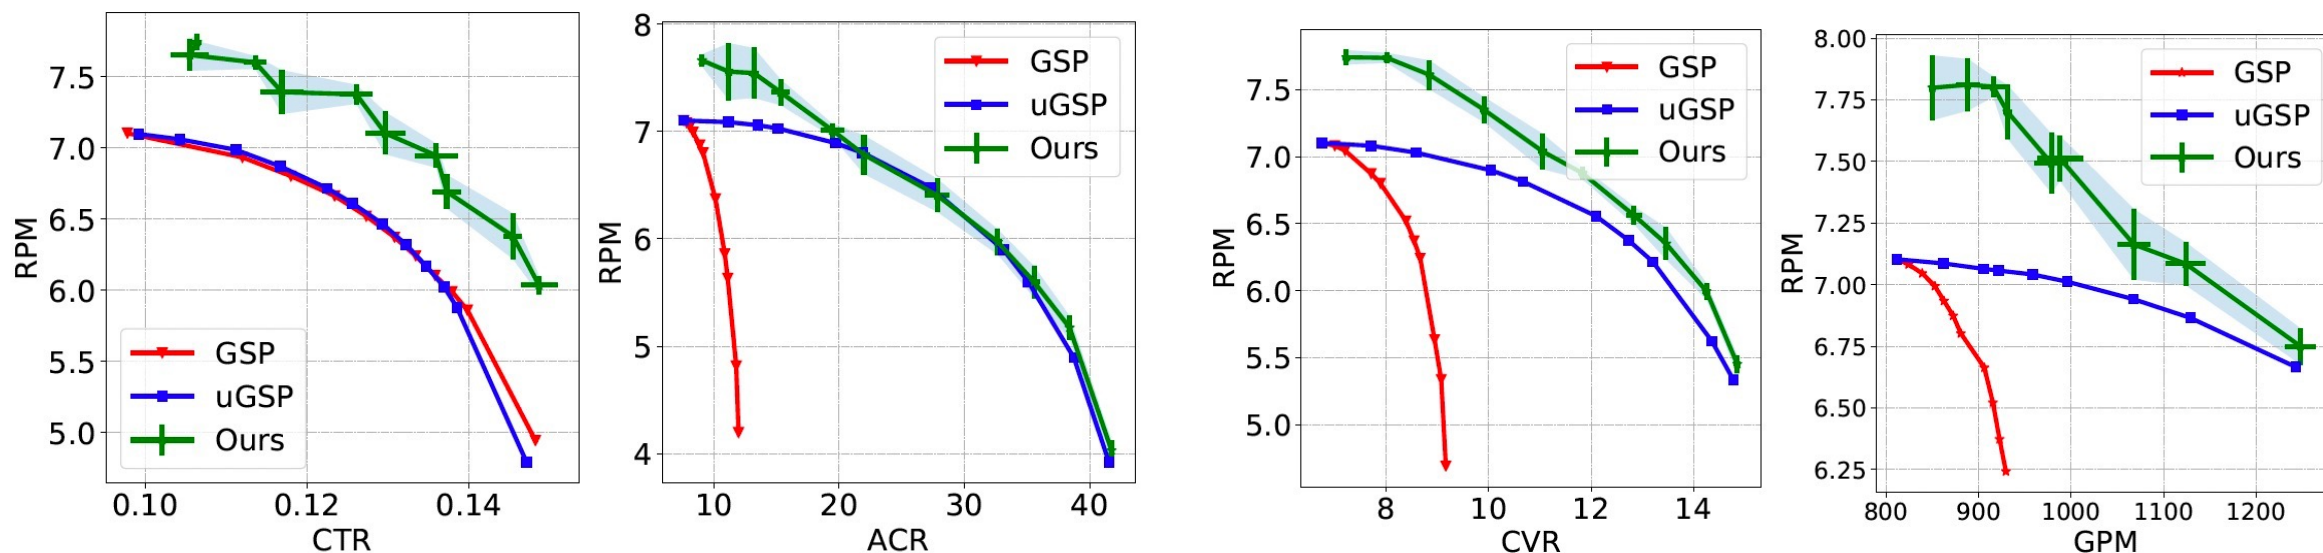 RPM
7.5
7.0
6.5
6.0
5.5
5.0
GSP
uGSP
Ours
0.10 0.12 0.14
CTR
RPM
8
7
6
5
4
GSP
uGSP
Ours
10 20 30 40
ACR
RPM
7.5
7.0
6.5
6.0
5.5
5.0
GSP
uGSP
Ours
8 10 12 14
CVR
RPM
8.00
7.75
7.50
7.25
7.00
6.75
6.50
6.25
GSP
uGSP
Ours
800 900 1000 1100 1200
GPM